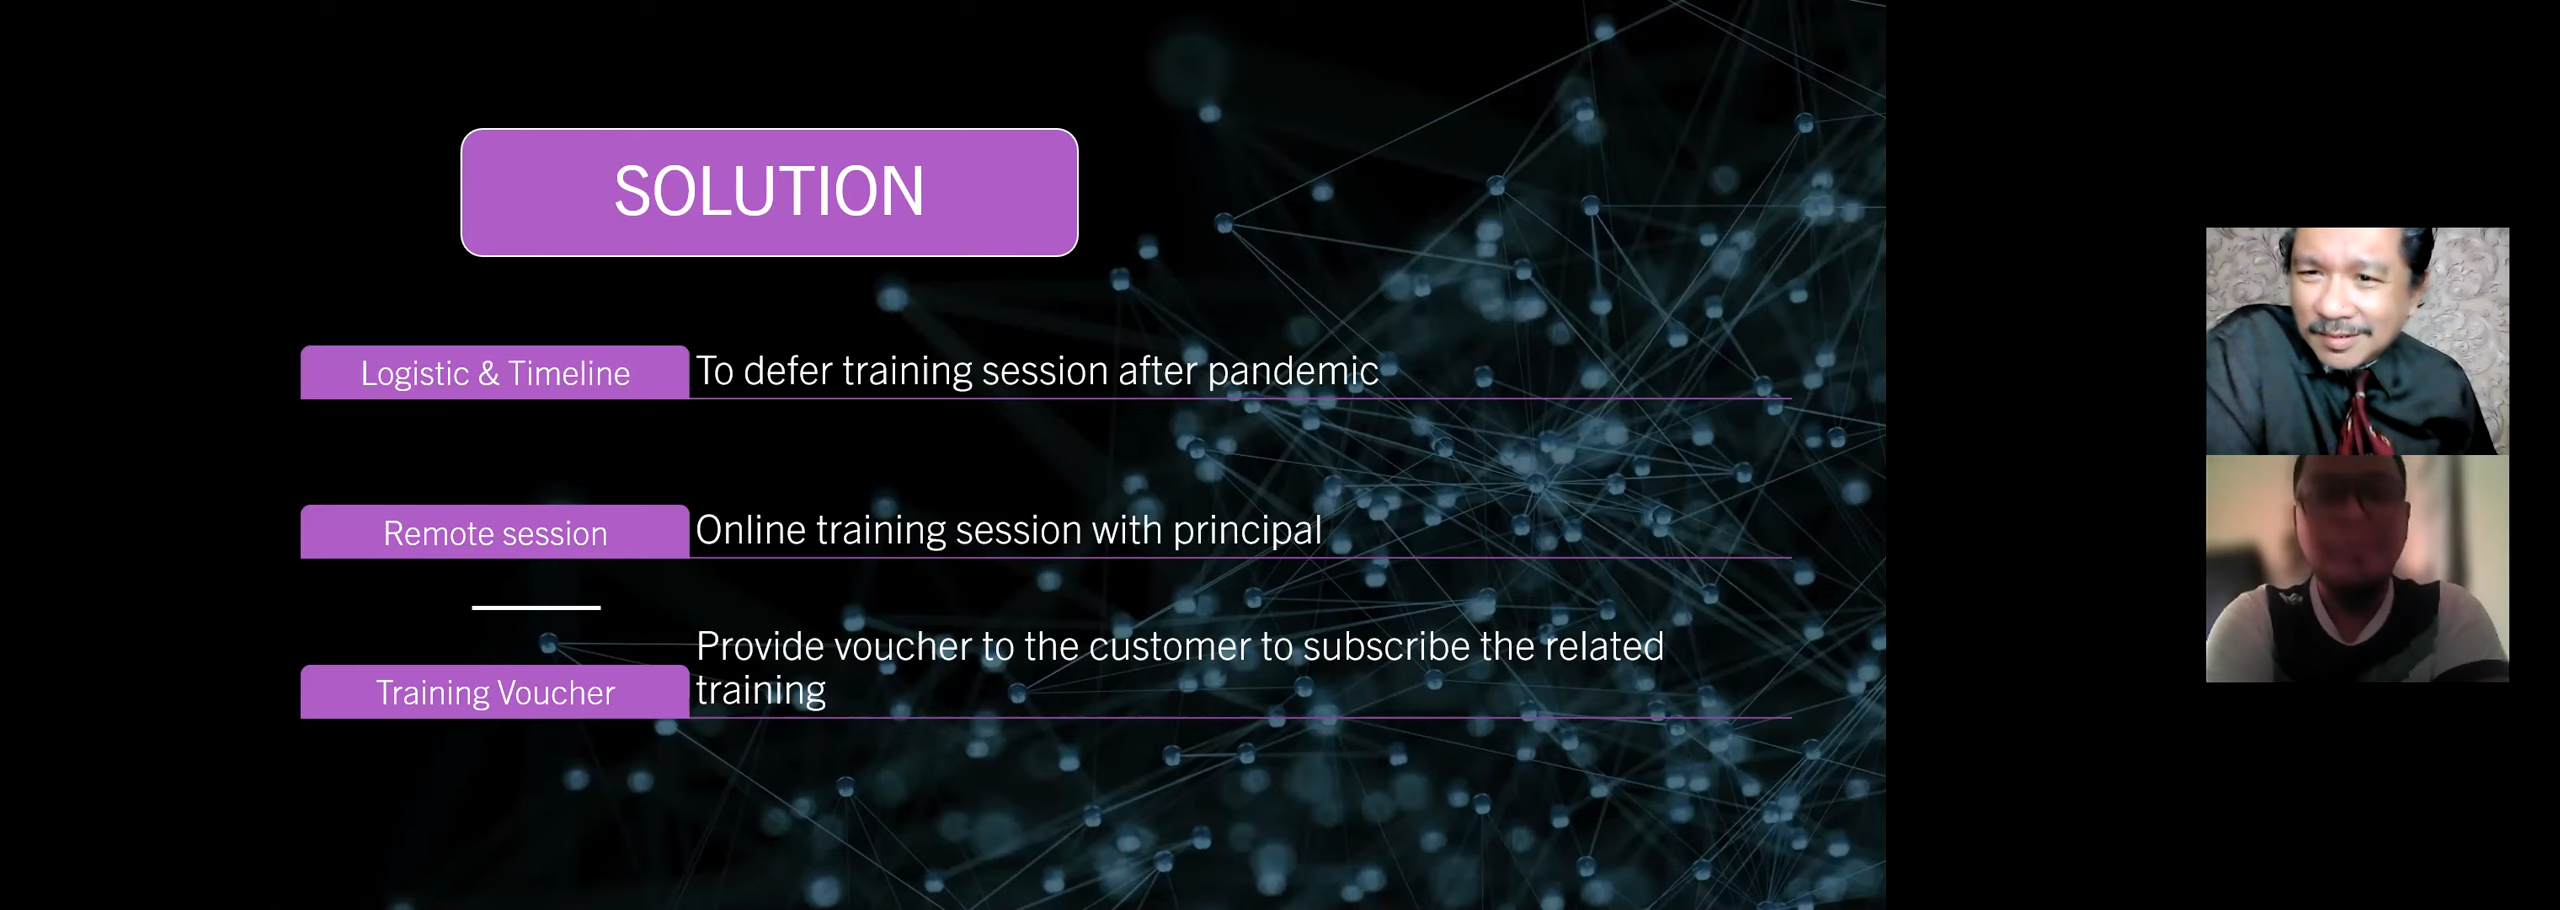 SOLUTION
Logistic & Timeline
To defer training session after pandemic
Remote session
Online training session with principal
Training Voucher
Provide voucher to the customer to subscribe the related
training